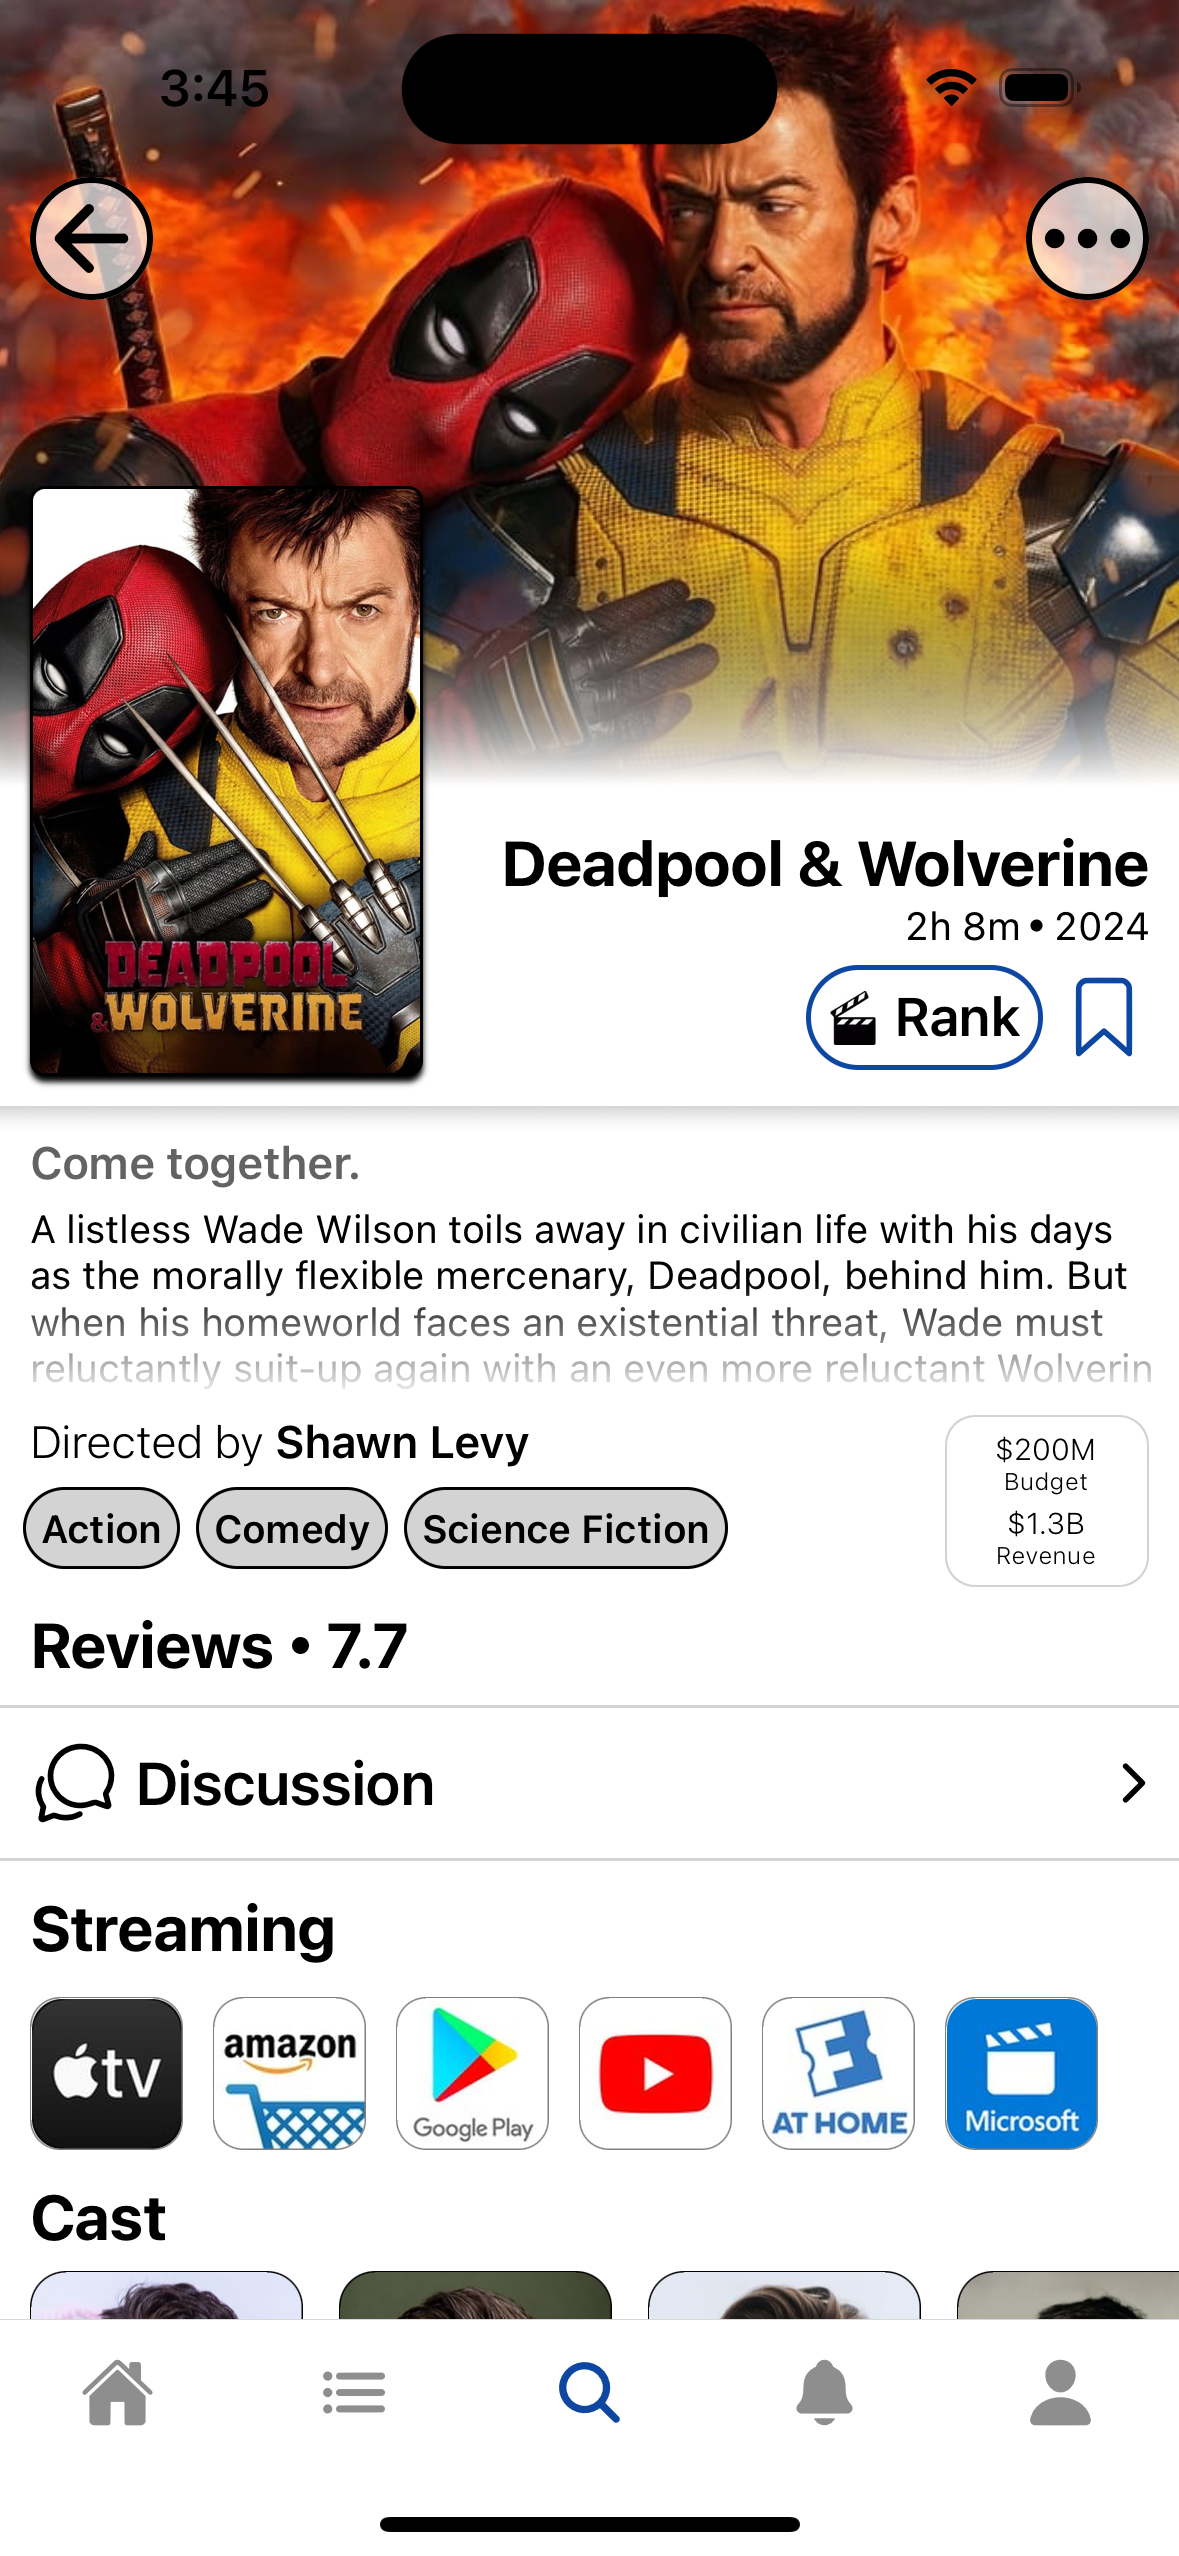 3:45
DEADPOOL
& WOLVERINE
Deadpool & Wolverine
2h 8m • 2024
Rank
Come together.
A listless Wade Wilson toils away in civilian life with his days
as the morally flexible mercenary, Deadpool, behind him. But
when his homeworld faces an existential threat, Wade must
reluctantly suit-up again with an even more reluctant Wolverin
Directed by Shawn Levy
$200M
Budget
$1.3B
Revenue
Action Comedy Science Fiction
Reviews • 7.7
Discussion
Streaming
tv
amazon
Google Play
AT HOME
Microsoft
Cast